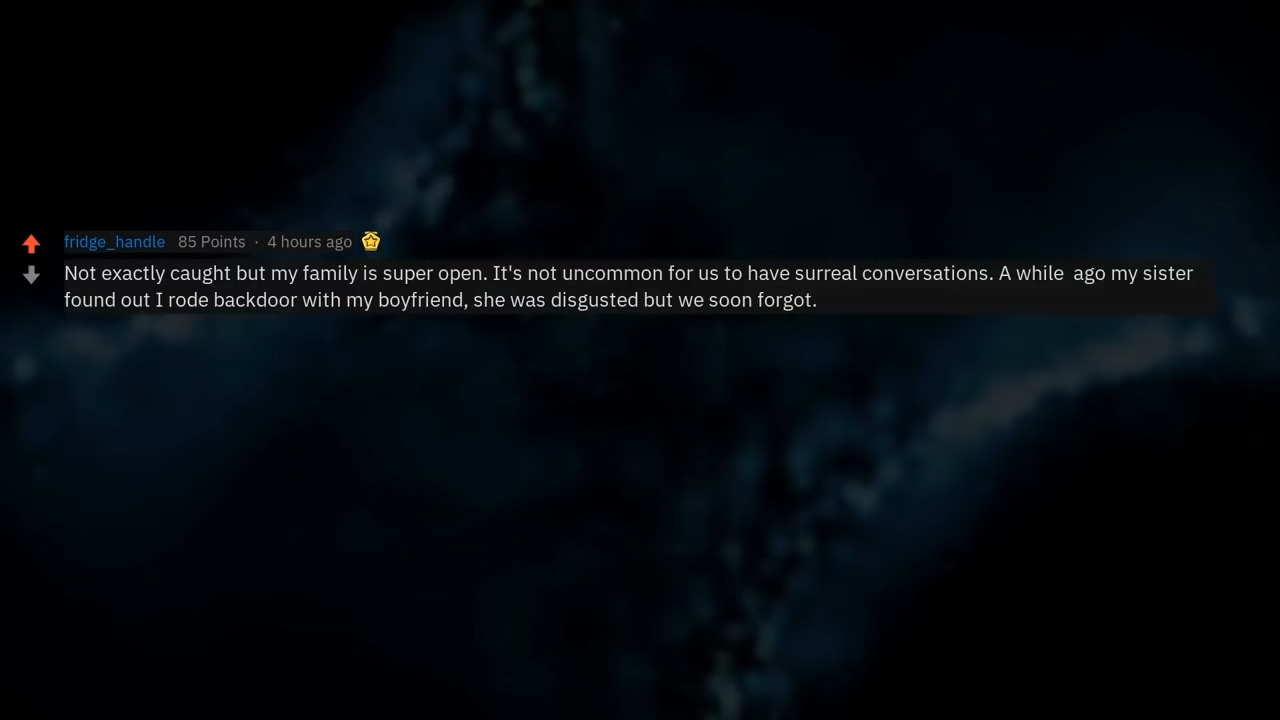 fridge_handle 85 Points · 4 hours ago
Not exactly caught but my family is super open. It's not uncommon for us to have surreal conversations. A while  ago my sister
found out I rode backdoor with my boyfriend, she was disgusted but we soon forgot.